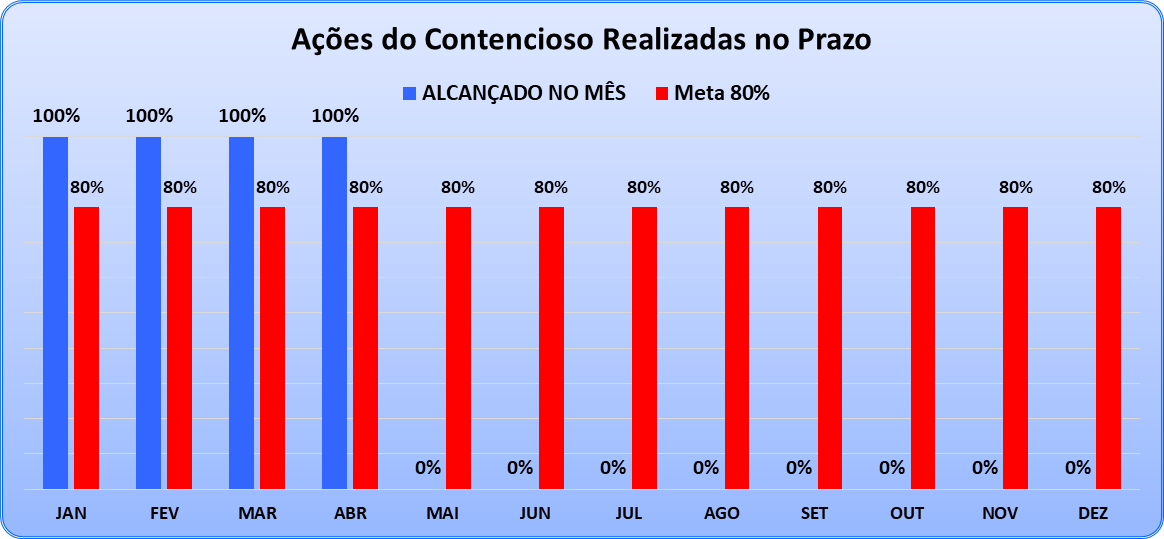 Ações do Contencioso Realizadas no Prazo
ALCANÇADO NO MÊS Meta 80%
100% 100% 100% 100%
80% 80% 80% 80% 80% 80% 80% 80% 80% 80% 80% 80%
0% 0% 0% 0% 0% 0% 0% 0%
JAN FEV MAR ABR MAI JUN JUL AGO SET OUT NOV DEZ